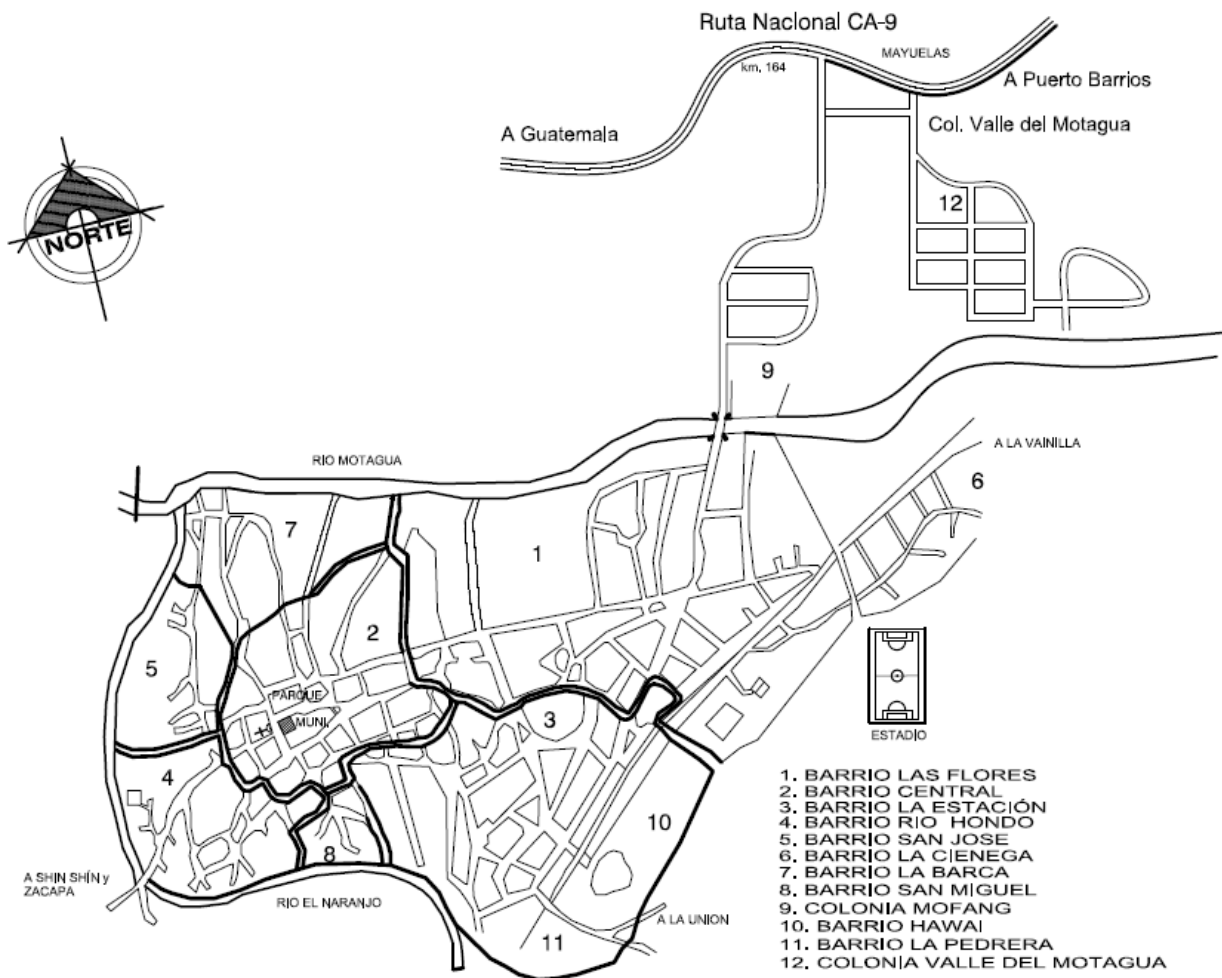 Ruta Nacional CA-9
MAYUELAS
km, 164
A Puerto Barrios
A Guatemala
Col. Valle del Motagua
12
NORTE
9
A LA VAINILLA
RIO MOTAGUA
6
7
1
2
5
PARQUE
MUNI.
3
ESTADIO
4
10
8
A SHIN SHÍN y
ZACAPA
RIO EL NARANJO
A LA UNION
11
1. BARRIO LAS FLORES
2. BARRIO CENTRAL
3. BARRIO LA ESTACIÓN
4. BARRIO RIO HONDO
5. BARRIO SAN JOSE
6. BARRIO LA CIENEGA
7. BARRIO LA BARCA
8. BARRIO SAN MIGUEL
9. COLONIA MOFANG
10. BARRIO HAWAI
11. BARRIO LA PEDRERA
12. COLONIA VALLE DEL MOTAGUA